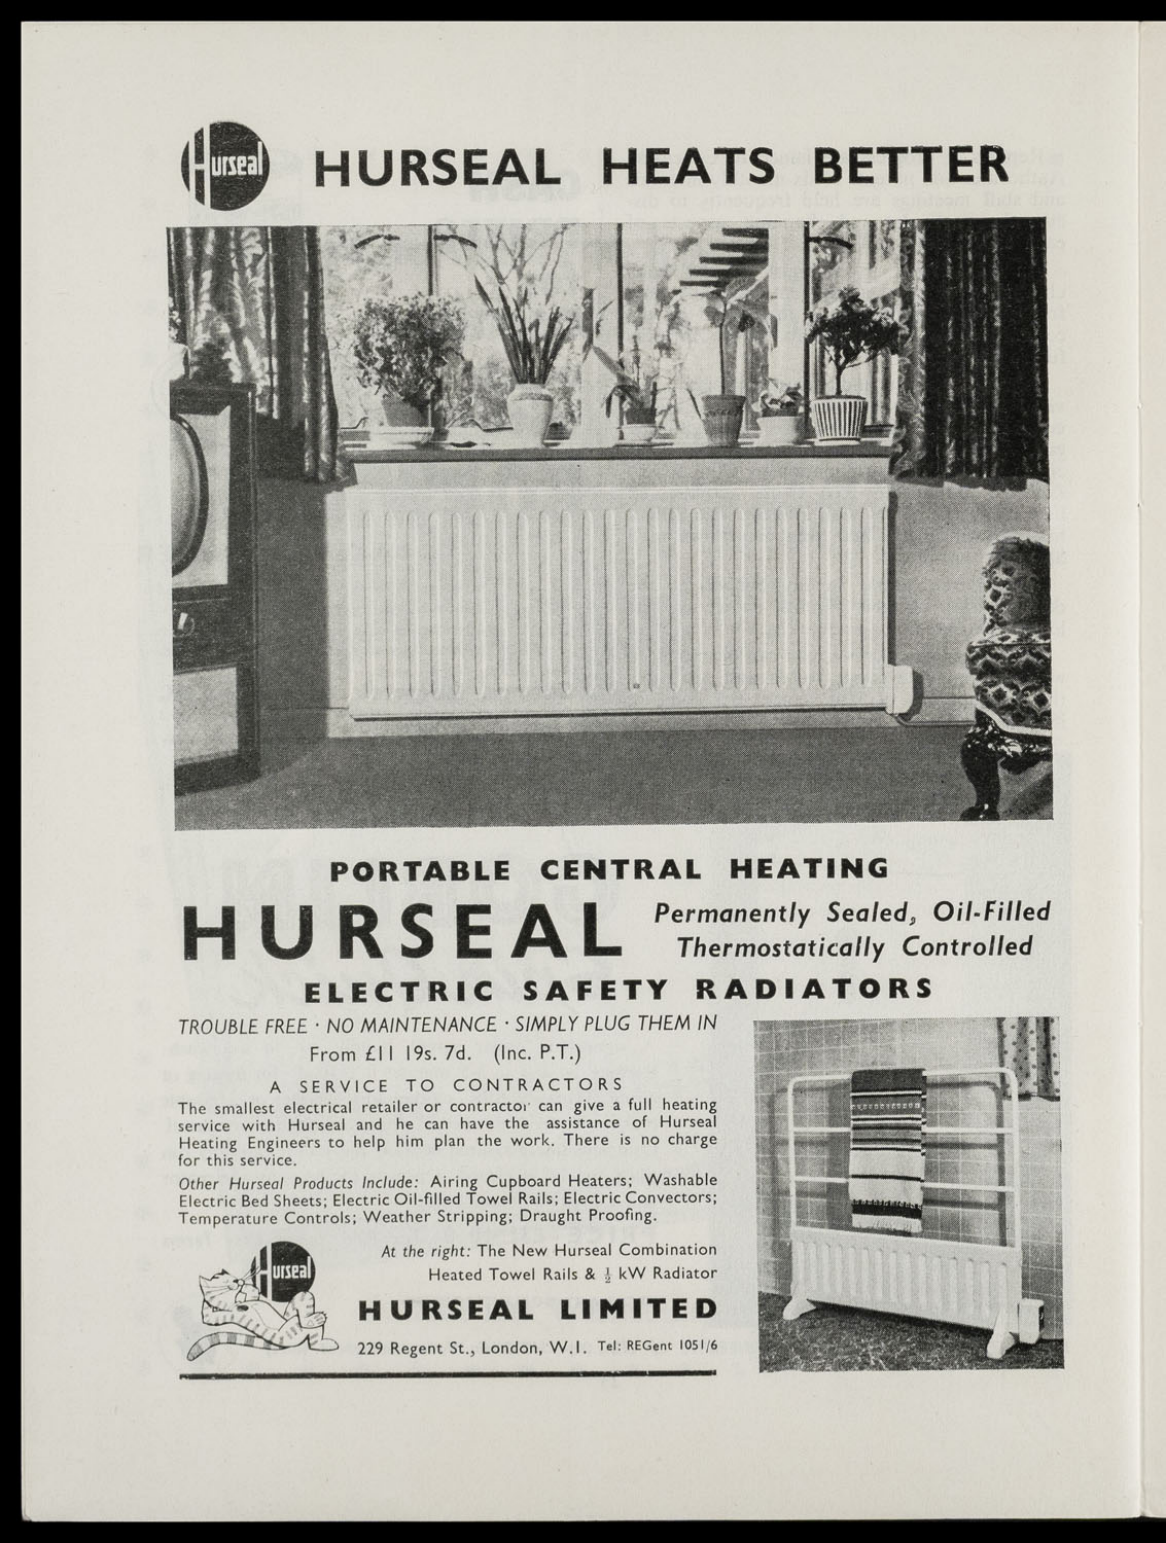 Hurseal
HURSEAL HEATS BETTER
PORTABLE CENTRAL HEATING
HURSEAL
Permanently Sealed, Oil-Filled
Thermostatically Controlled
ELECTRIC SAFETY RADIATORS
TROUBLE FREE · NO MAINTENANCE · SIMPLY PLUG THEM IN
From £11 19s. 7d. (Inc. P.T.)
A SERVICE TO CONTRACTORS
The smallest electrical retailer or contractor can give a full heating
service with Hurseal and he can have the assistance of Hurseal
Heating Engineers to help him plan the work. There is no charge
for this service.
Other Hurseal Products Include: Airing Cupboard Heaters; Washable
Electric Bed Sheets; Electric Oil-filled Towel Rails; Electric Convectors;
Temperature Controls; Weather Stripping; Draught Proofing.
Hurseal
At the right: The New Hurseal Combination
Heated Towel Rails & ½ kW Radiator
HURSEAL LIMITED
229 Regent St., London, W.1. Tel: REGent 1051/6